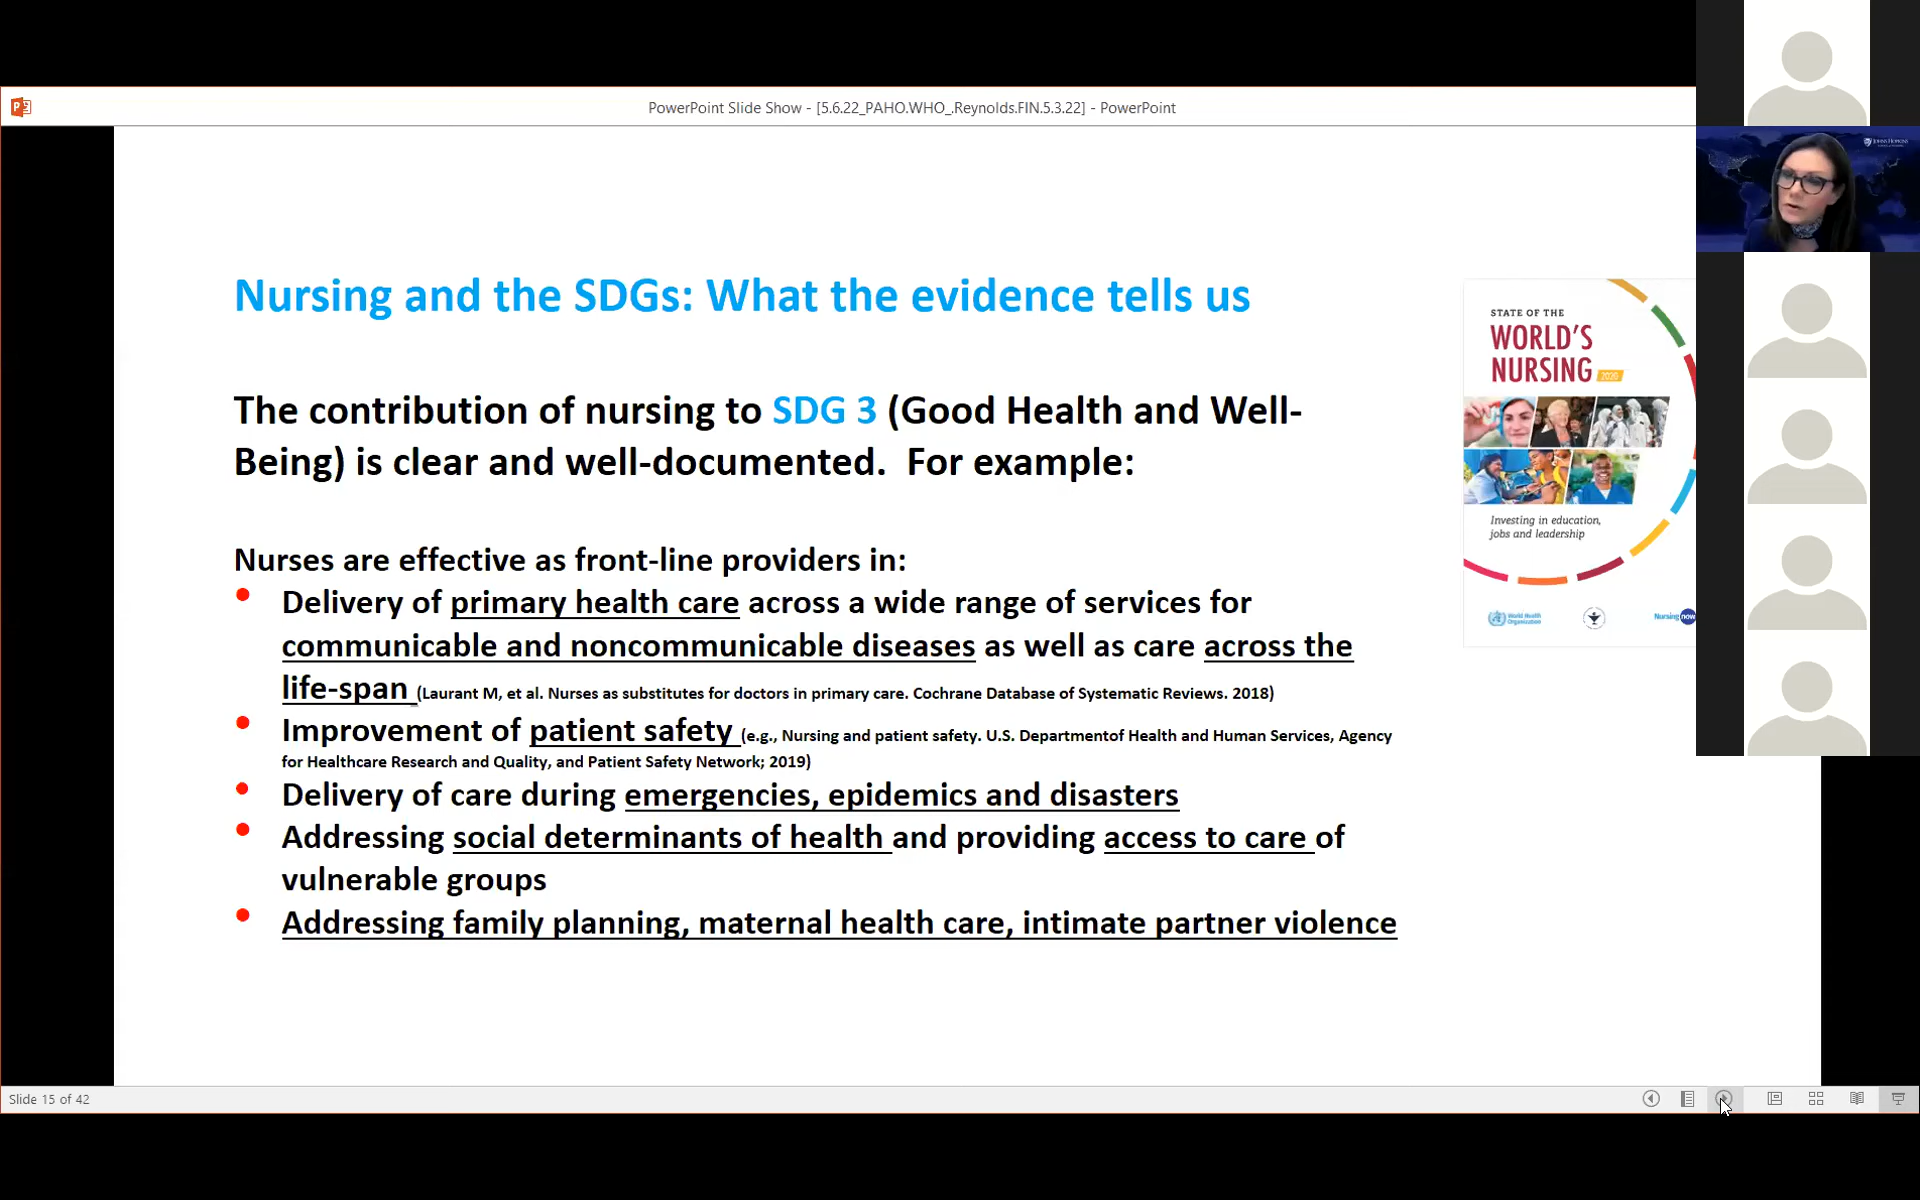 PowerPoint Slide Show - [5.6.22_PAHO.WHO_.Reynolds.FIN.5.3.22] - PowerPoint
JOHNS HOPKINS
Nursing and the SDGs: What the evidence tells us
STATE OF THE
WORLD'S
NURSING 2020
Investing in education,
jobs and leadership
World Health
Organization
Nursing now
The contribution of nursing to SDG 3 (Good Health and Well-
Being) is clear and well-documented.  For example:
Nurses are effective as front-line providers in:
• Delivery of primary health care across a wide range of services for
communicable and noncommunicable diseases as well as care across the
life-span (Laurant M, et al. Nurses as substitutes for doctors in primary care. Cochrane Database of Systematic Reviews. 2018)
• Improvement of patient safety (e.g., Nursing and patient safety. U.S. Departmentof Health and Human Services, Agency
for Healthcare Research and Quality, and Patient Safety Network; 2019)
• Delivery of care during emergencies, epidemics and disasters
• Addressing social determinants of health and providing access to care of
vulnerable groups
• Addressing family planning, maternal health care, intimate partner violence
Slide 15 of 42